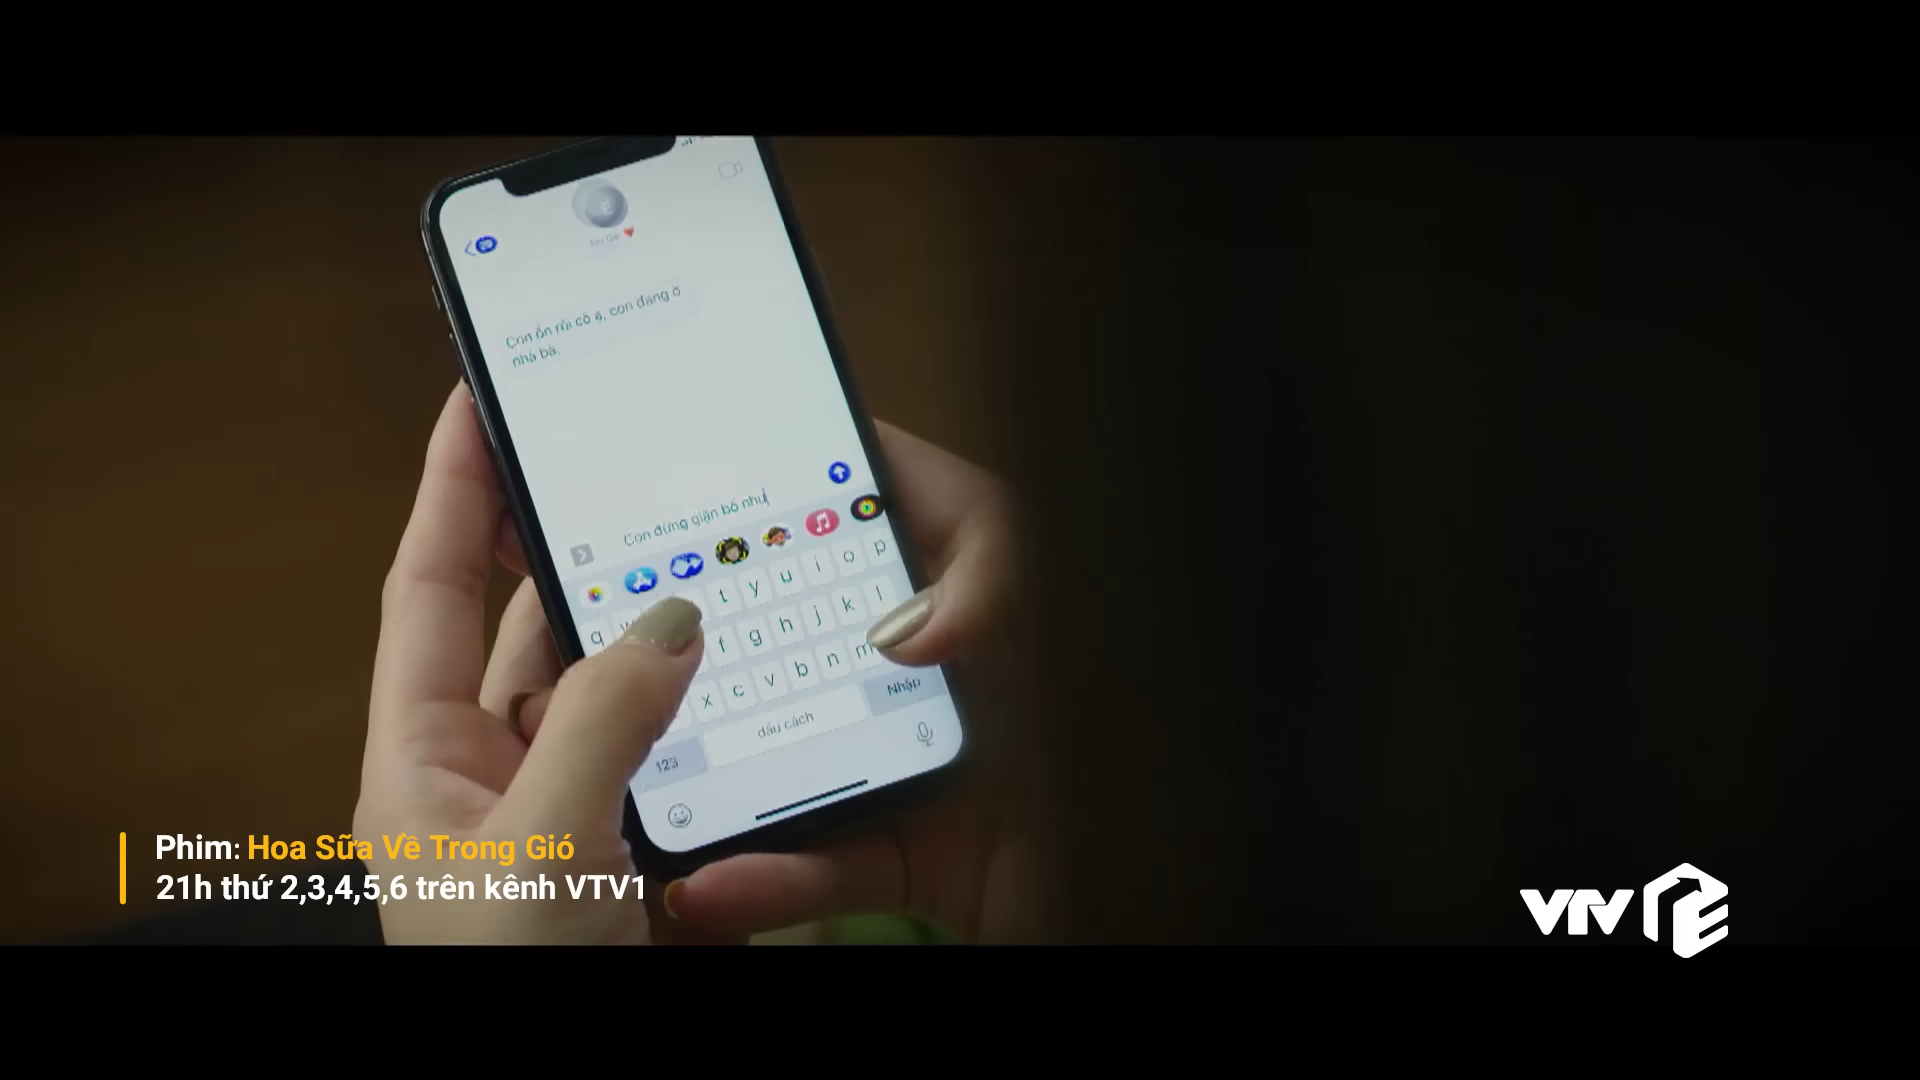 Con ổn rồi cô ạ, con đang ở
nhà bà.
Con đừng giận bố như
t y u i o p
q w f g h j k l
x c v b n m
123 dấu cách Nhập
Phim: Hoa Sữa Về Trong Gió
21h thứ 2,3,4,5,6 trên kênh VTV1
VTV